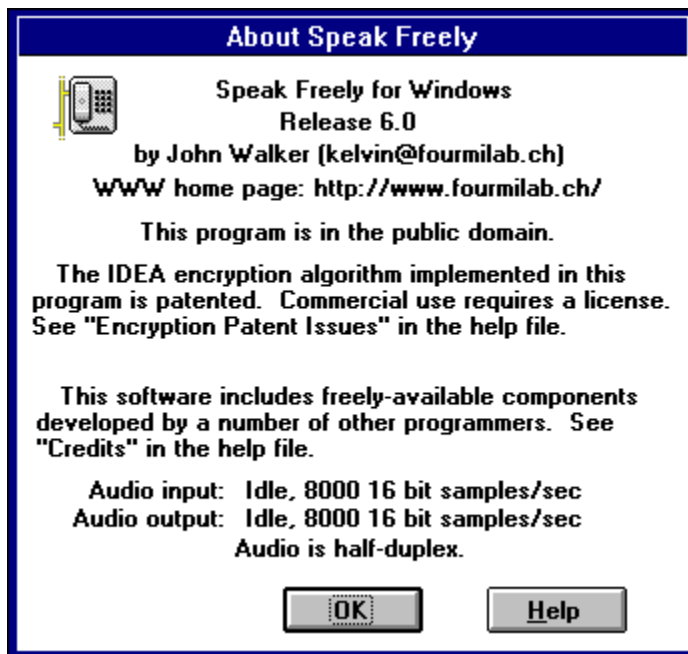 About Speak Freely
Speak Freely for Windows
Release 6.0
by John Walker (kelvin@fourmilab.ch)
WWW home page: http://www.fourmilab.ch/
This program is in the public domain.
The IDEA encryption algorithm implemented in this
program is patented.  Commercial use requires a license.
See "Encryption Patent Issues" in the help file.
This software includes freely-available components
developed by a number of other programmers.  See
"Credits" in the help file.
Audio input:  Idle, 8000 16 bit samples/sec
Audio output:  Idle, 8000 16 bit samples/sec
Audio is half-duplex.
OK Help